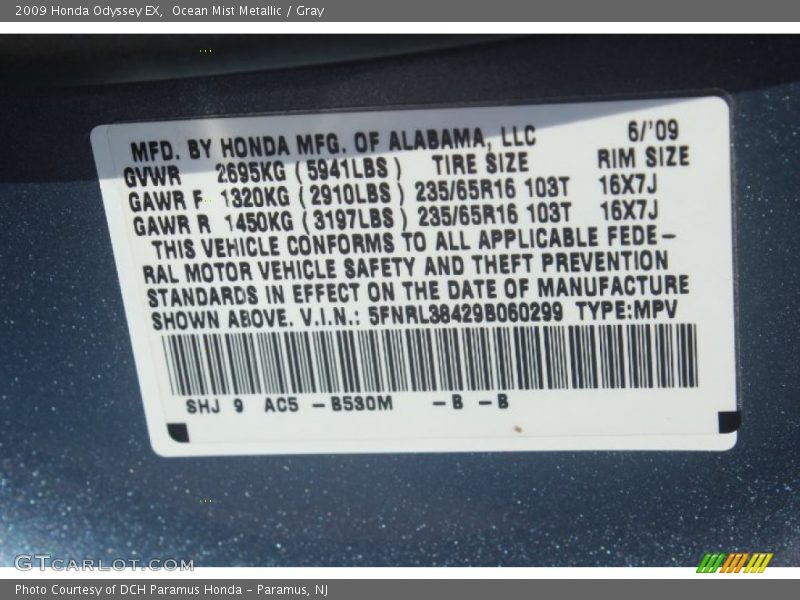 2009 Honda Odyssey EX,  Ocean Mist Metallic / Gray
MFD. BY HONDA MFG. OF ALABAMA, LLC 6/'09
GVWR 2695KG (5941LBS) TIRE SIZE RIM SIZE
GAWR F 1320KG (2910LBS) 235/65R16 103T 16X7J
GAWR R 1450KG (3197LBS) 235/65R16 103T 16X7J
THIS VEHICLE CONFORMS TO ALL APPLICABLE FEDE-
RAL MOTOR VEHICLE SAFETY AND THEFT PREVENTION
STANDARDS IN EFFECT ON THE DATE OF MANUFACTURE
SHOWN ABOVE. V.I.N.: 5FNRL38429B060299 TYPE:MPV
SHJ 9 AC5 -B530M -B -B
GTCARLOT.COM
Photo Courtesy of DCH Paramus Honda - Paramus, NJ